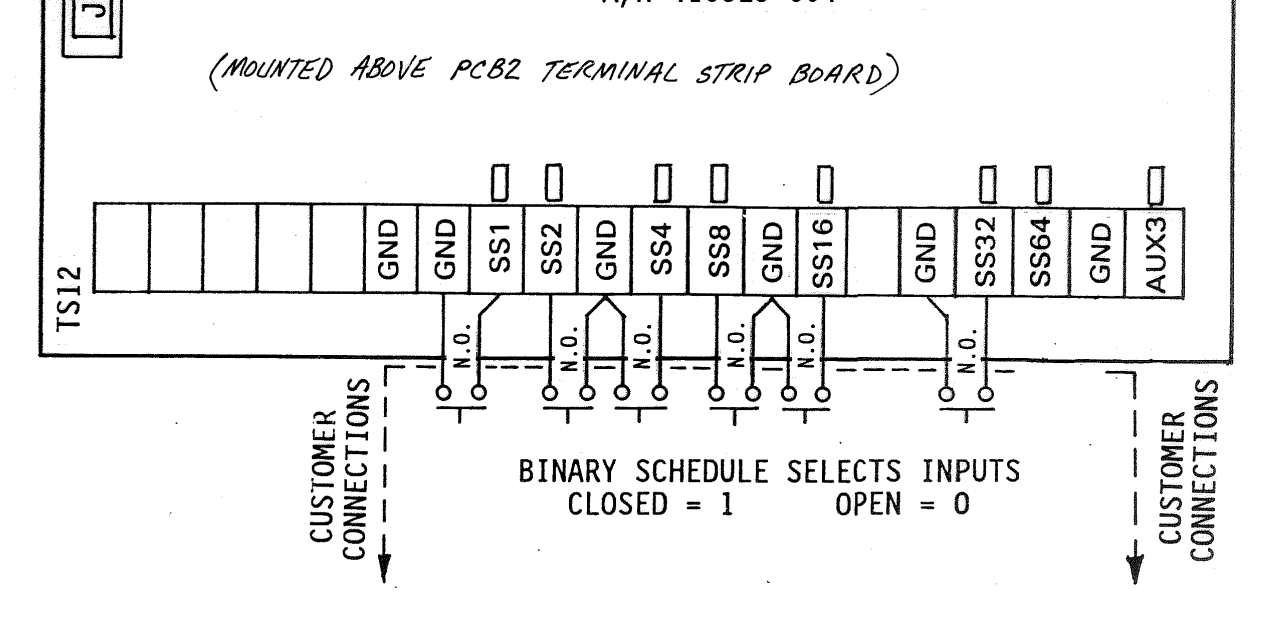 J
(MOUNTED ABOVE PCB2 TERMINAL STRIP BOARD)
TS12
GND GND SS1 SS2 GND SS4 SS8 GND SS16 GND SS32 SS64 GND AUX3
N.O. N.O. N.O. N.O. N.O. N.O.
CUSTOMER
CONNECTIONS
BINARY SCHEDULE SELECTS INPUTS
CLOSED = 1 OPEN = 0
CUSTOMER
CONNECTIONS